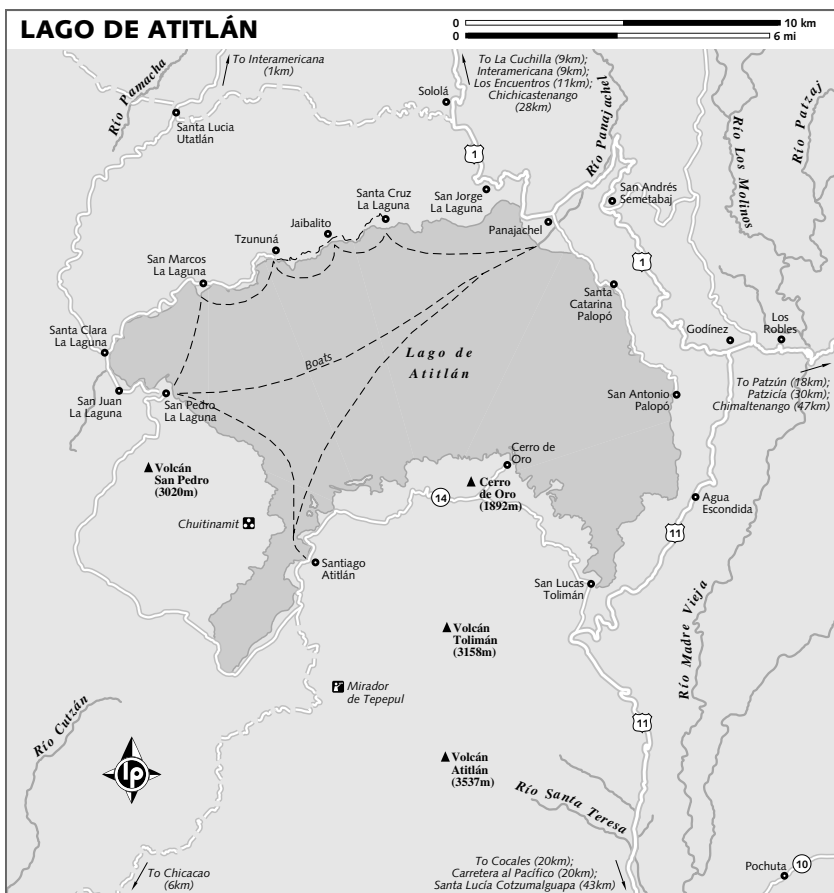 LAGO DE ATITLÁN
0 10 km
0 6 mi
To Interamericana
(1km)
To La Cuchilla (9km);
Interamericana (9km);
Los Encuentros (11km);
Chichicastenango
(28km)
Río Pamacha
Santa Lucia
Utatlán
Sololá
1
Río Panajachel
Río Los Molinos
Río Patzaj
San Jorge
La Laguna
Santa Cruz
La Laguna
Jaibalito
Tzununá
Panajachel
San Andrés
Semetabaj
San Marcos
La Laguna
1
Santa
Catarina
Palopó
Santa Clara
La Laguna
Godínez
Los
Robles
Boats
Lago de
Atitlán
To Patzún (18km);
Patzicía (30km);
Chimaltenango (47km)
San Juan
La Laguna
San Pedro
La Laguna
San Antonio
Palopó
Volcán
San Pedro
(3020m)
Cerro de
Oro
Cerro
de Oro
(1892m)
14
Agua
Escondida
Chuitinamit
11
Santiago
Atitlán
San Lucas
Tolimán
Río Madre Vieja
Volcán
Tolimán
(3158m)
Mirador
de Tepepul
Río Cutzán
11
lp
Volcán
Atitlán
(3537m)
Río Santa Teresa
To Chicacao
(6km)
To Cocales (20km);
Carretera al Pacífico (20km);
Santa Lucía Cotzumalguapa (43km)
Pochuta
10